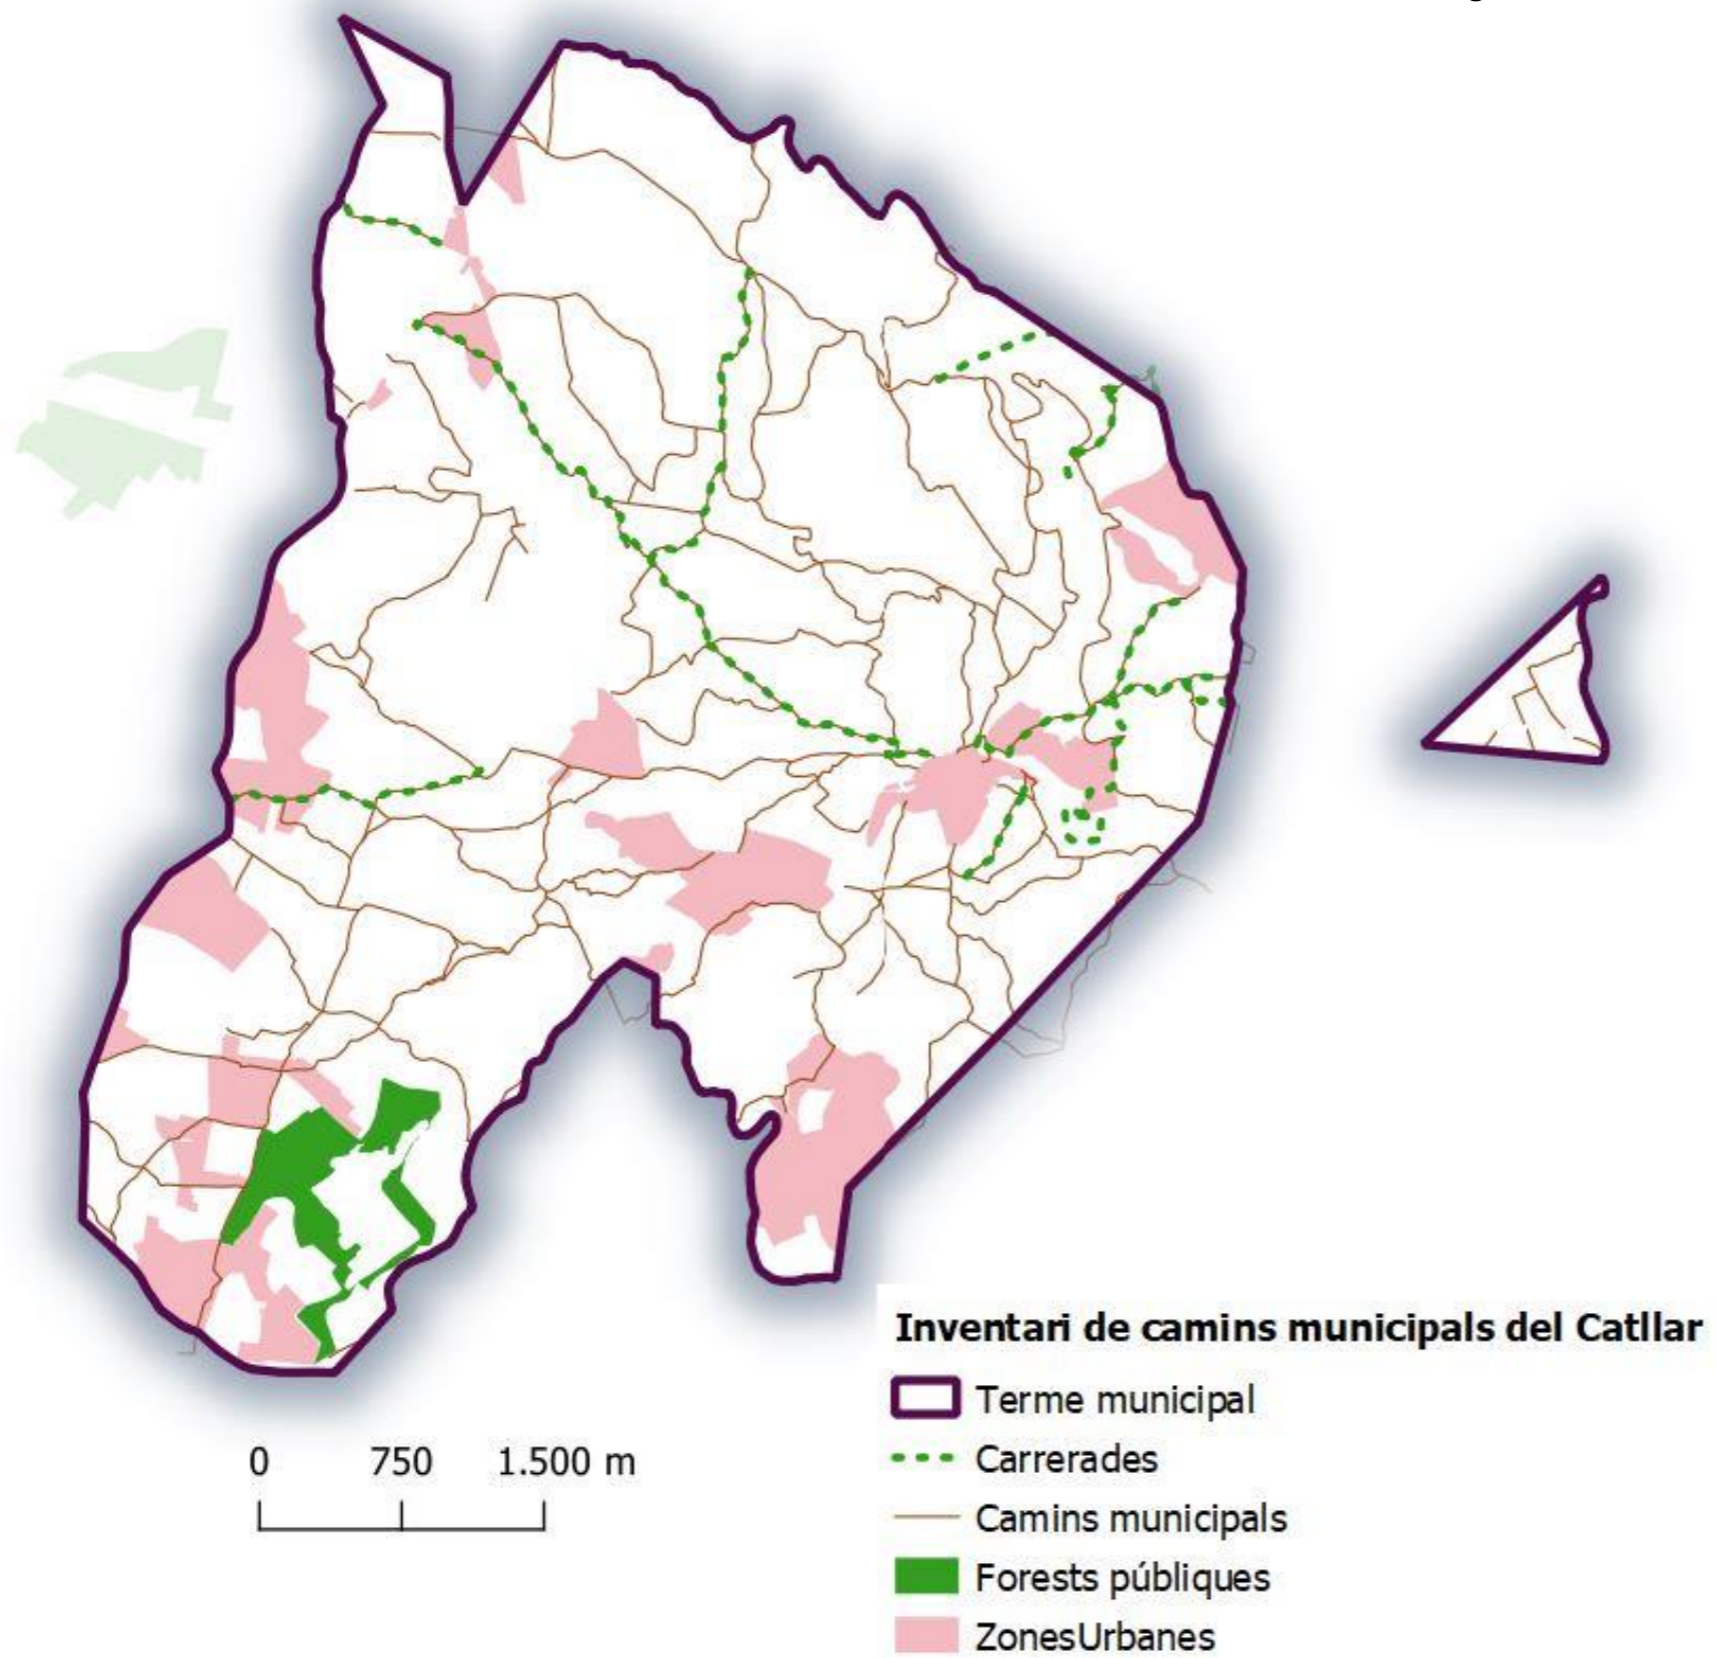 Inventari de camins municipals del Catllar
Terme municipal
Carrerades
Camins municipals
Forests públiques
ZonesUrbanes
0 750 1.500 m